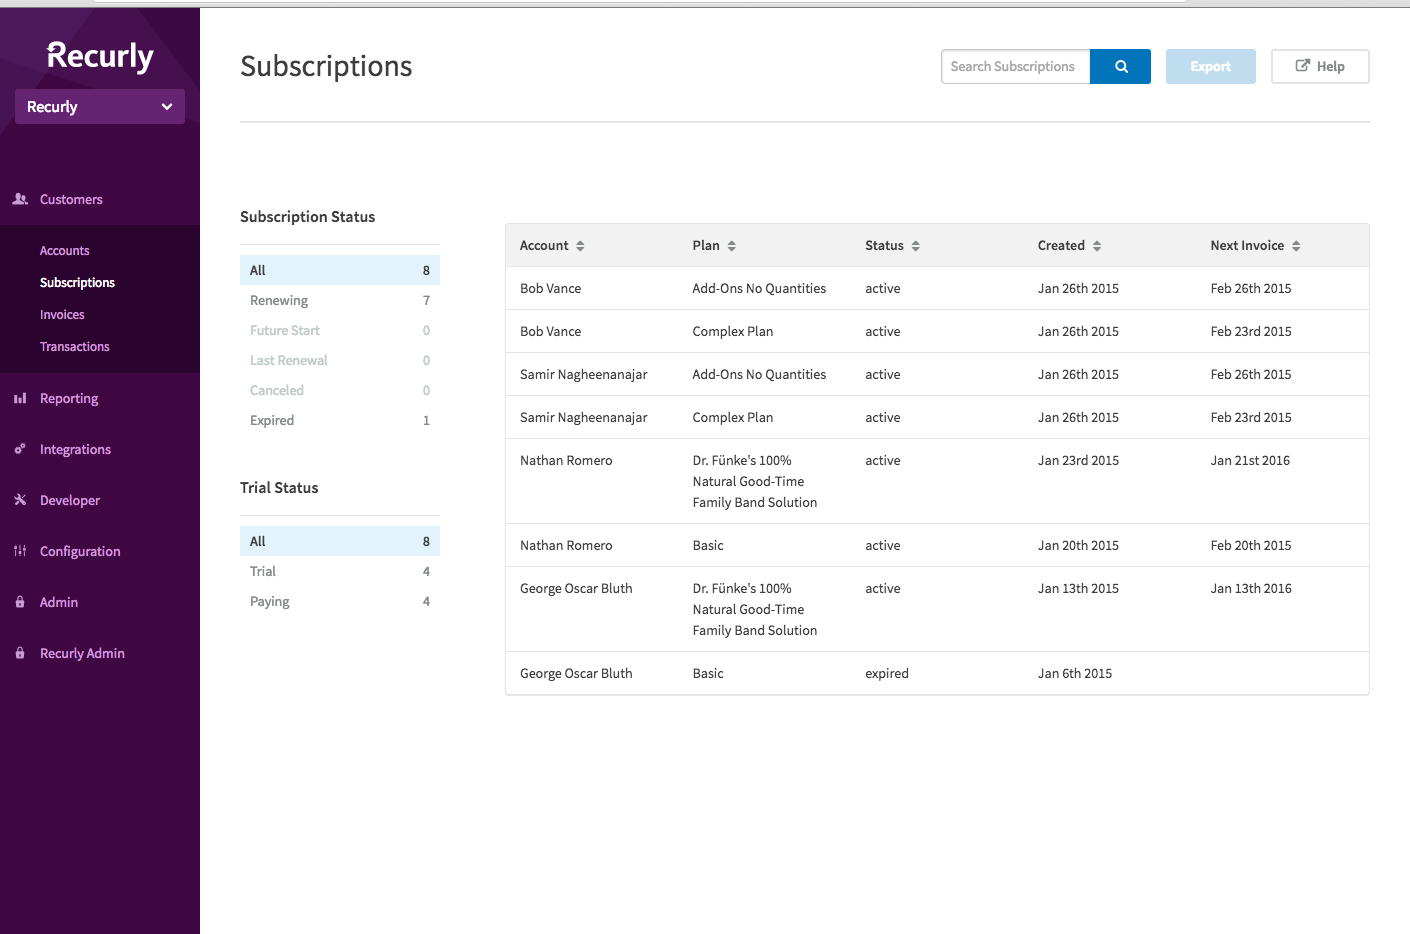 Recurly
Recurly
Customers
Accounts
Subscriptions
Invoices
Transactions
Reporting
Integrations
Developer
Configuration
Admin
Recurly Admin
Subscriptions
Search Subscriptions
Export
Help
Subscription Status
All 8
Renewing 7
Future Start 0
Last Renewal 0
Canceled 0
Expired 1
Trial Status
All 8
Trial 4
Paying 4
Account Plan Status Created Next Invoice
Bob Vance Add-Ons No Quantities active Jan 26th 2015 Feb 26th 2015
Bob Vance Complex Plan active Jan 26th 2015 Feb 23rd 2015
Samir Nagheenanajar Add-Ons No Quantities active Jan 26th 2015 Feb 26th 2015
Samir Nagheenanajar Complex Plan active Jan 26th 2015 Feb 23rd 2015
Nathan Romero Dr. Fünke's 100% active Jan 23rd 2015 Jan 21st 2016
Natural Good-Time
Family Band Solution
Nathan Romero Basic active Jan 20th 2015 Feb 20th 2015
George Oscar Bluth Dr. Fünke's 100% active Jan 13th 2015 Jan 13th 2016
Natural Good-Time
Family Band Solution
George Oscar Bluth Basic expired Jan 6th 2015